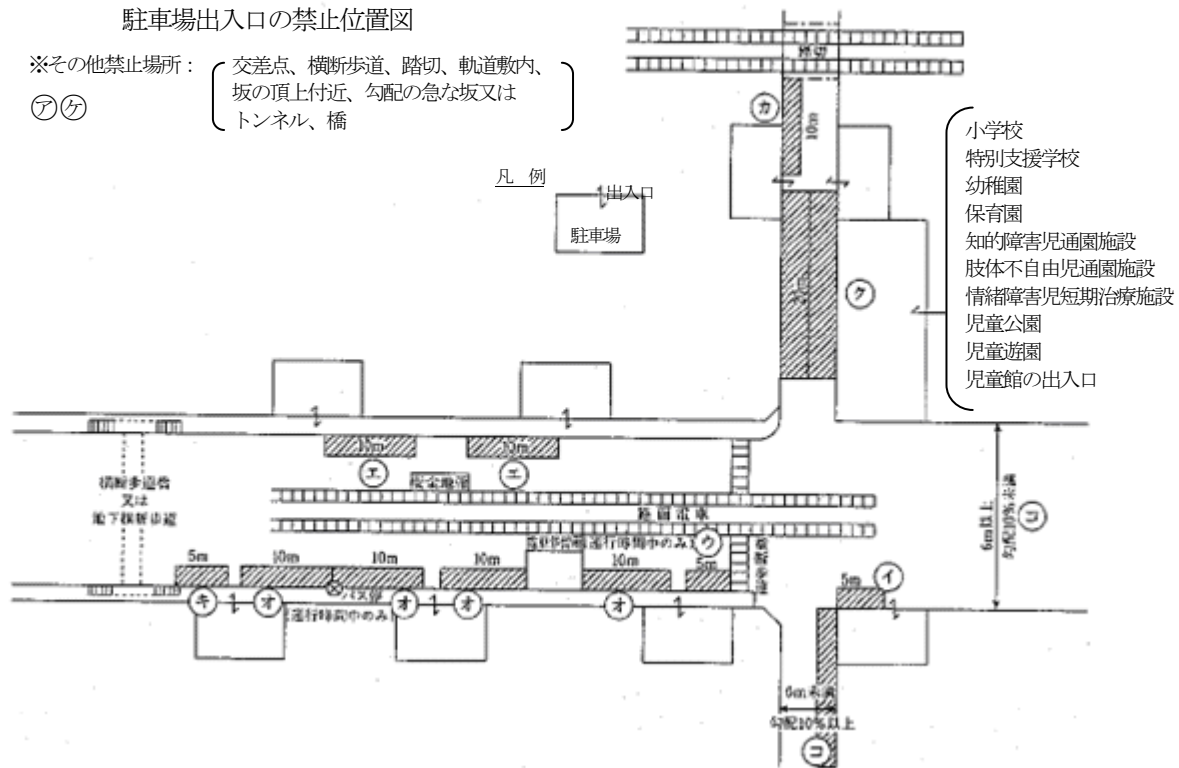 駐車場出入口の禁止位置図
※その他禁止場所:
交差点、横断歩道、踏切、軌道敷内、
坂の頂上付近、勾配の急な坂又は
トンネル、橋
㋐㋘
凡 例
出入口
駐車場
踏切
㋕
10m
小学校
特別支援学校
幼稚園
保育園
知的障害児通園施設
肢体不自由児通園施設
情緒障害児短期治療施設
児童公園
児童遊園
児童館の出入口
㋗
10m
10m
㋓
㋓
安全地帯
横断歩道橋
又は
地下横断歩道
路面電車
運行時間中のみ
㋒
6m以上
勾配10%未満
㋙
5m
10m
10m
10m
10m
5m
横断歩道
5m
㋑
バス停
㋖
㋔
㋔
㋔
㋔
運行時間中のみ
6m未満
勾配10%以上
㋙